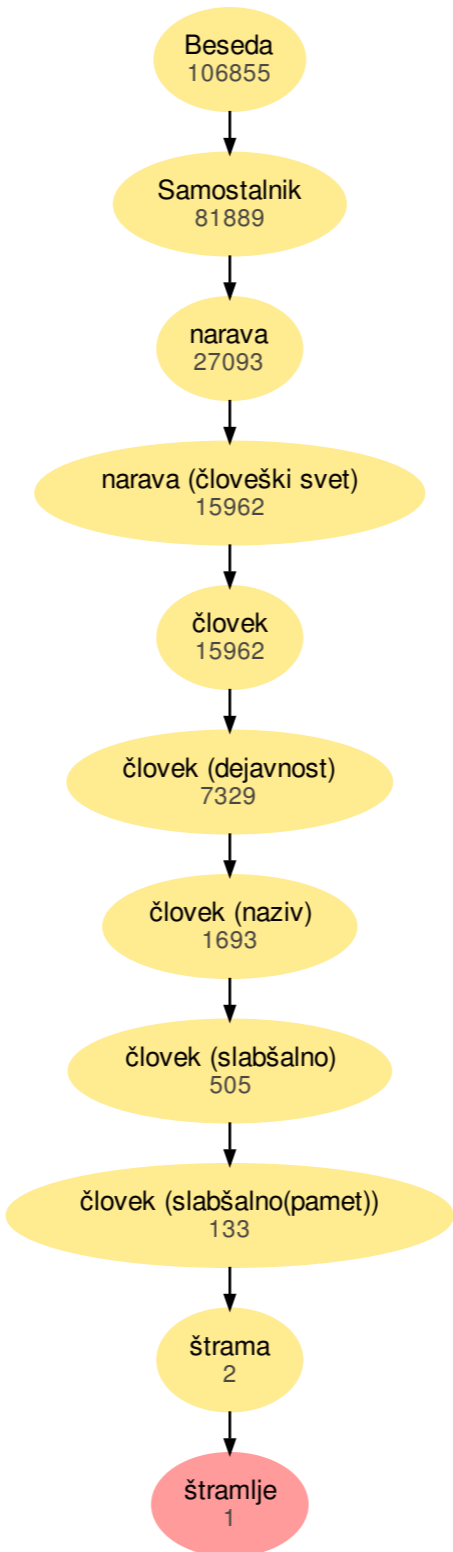 Beseda
106855
Samostalnik
81889
narava
27093
narava (človeški svet)
15962
človek
15962
človek (dejavnost)
7329
človek (naziv)
1693
človek (slabšalno)
505
človek (slabšalno(pamet))
133
štrama
2
štramlje
1